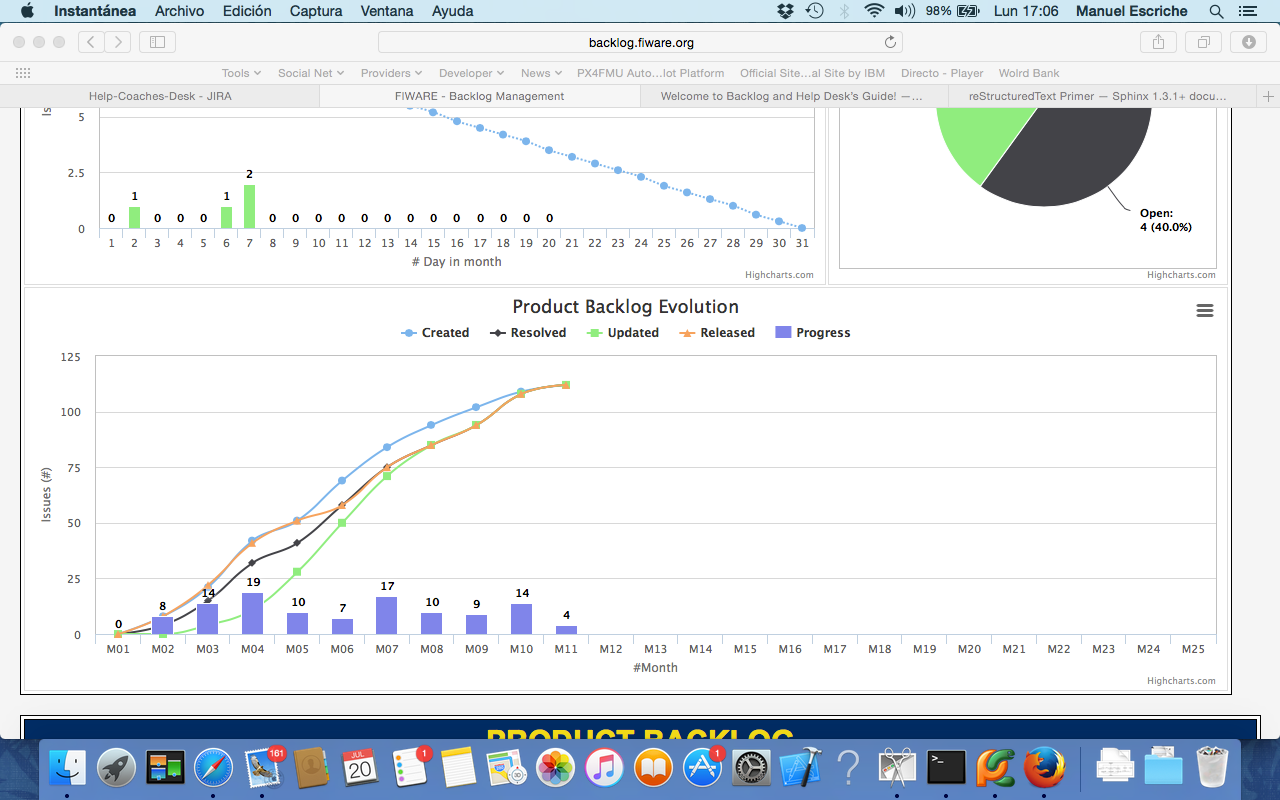 Instantánea Archivo Edición Captura Ventana Ayuda 98% Lun 17:06 Manuel Escriche
backlog.fiware.org
Tools Social Net Providers Developer News PX4FMU Auto...lot Platform Official Site...al Site by IBM Directo - Player Wolrd Bank
Help-Coaches-Desk - JIRA FIWARE - Backlog Management Welcome to Backlog and Help Desk's Guide! —... reStructuredText Primer — Sphinx 1.3.1+ docu...
5
2.5
0
0 1 0 0 0 1 2 0 0 0 0 0 0 0 0 0 0 0 0 0
1 2 3 4 5 6 7 8 9 10 11 12 13 14 15 16 17 18 19 20 21 22 23 24 25 26 27 28 29 30 31
# Day in month
Highcharts.com
Open:
4 (40.0%)
Highcharts.com
Product Backlog Evolution
Created Resolved Updated Released Progress
Issues (#)
125
100
75
50
25
0
0 8 14 19 10 7 17 10 9 14 4
M01 M02 M03 M04 M05 M06 M07 M08 M09 M10 M11 M12 M13 M14 M15 M16 M17 M18 M19 M20 M21 M22 M23 M24 M25
#Month
Highcharts.com
PRODUCT BACKLOG
161 JUL 20 1 1